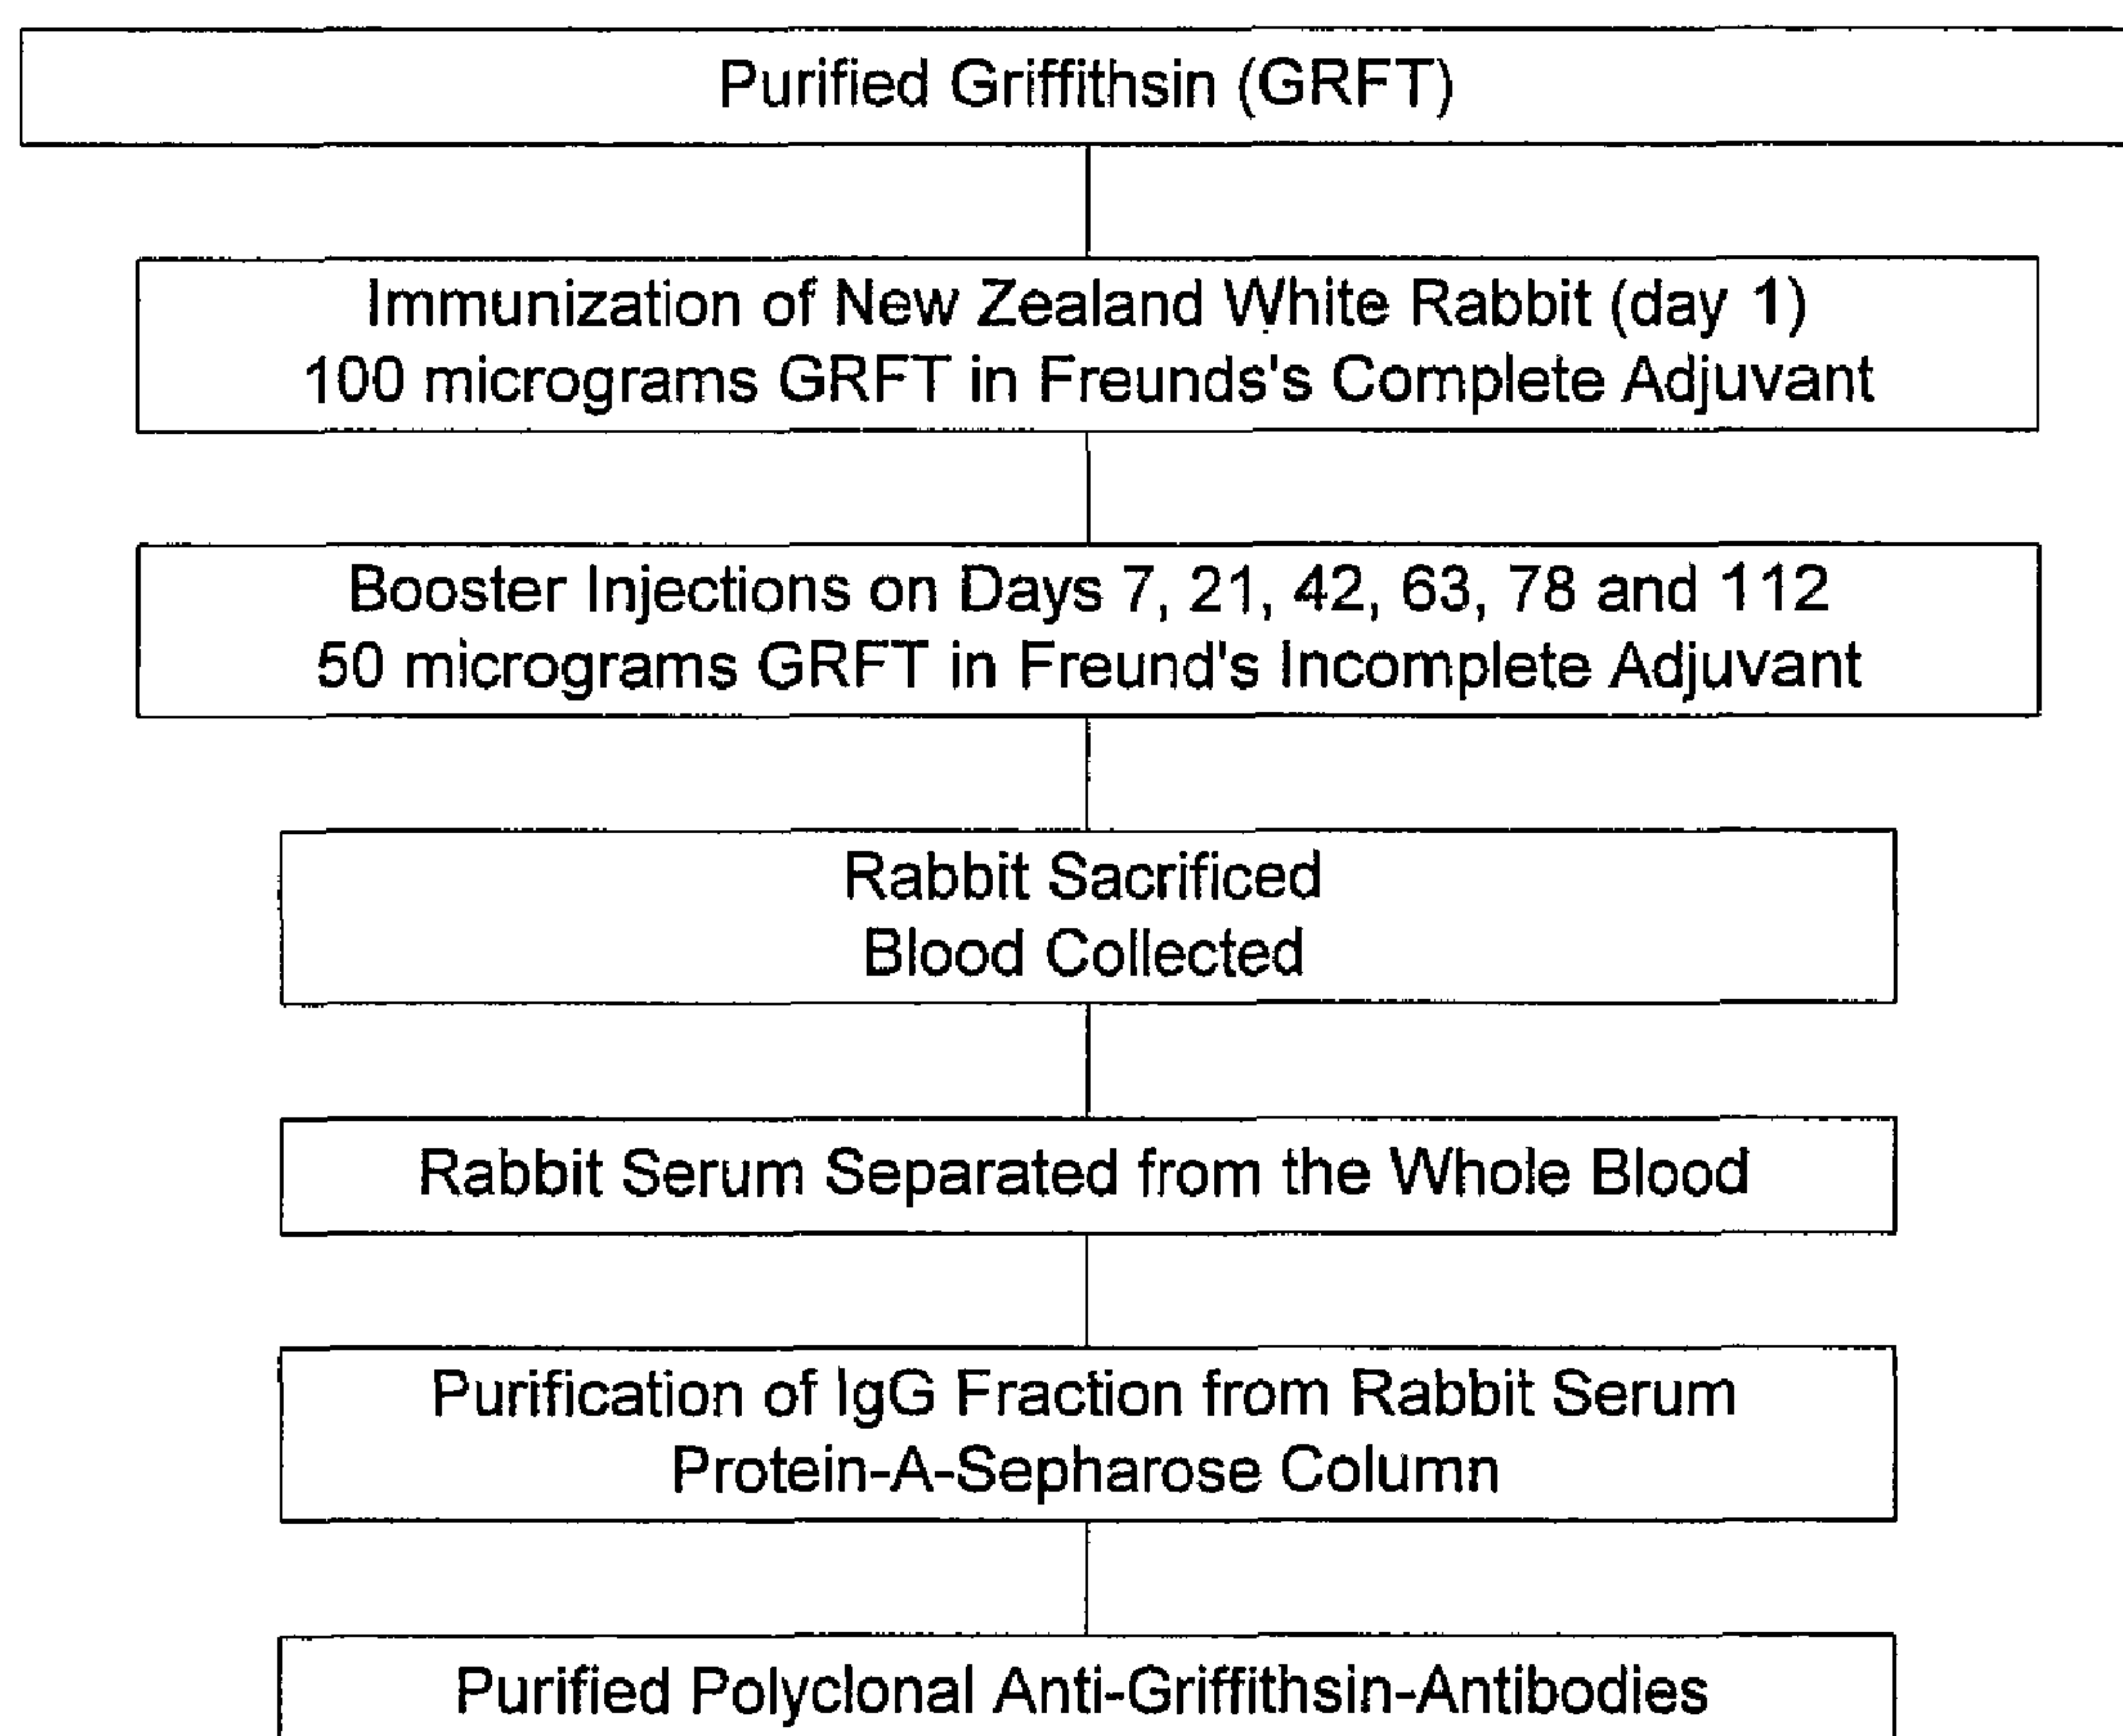 Purified Griffithsin (GRFT)
Immunization of New Zealand White Rabbit (day 1)
100 micrograms GRFT in Freunds's Complete Adjuvant
Booster Injections on Days 7, 21, 42, 63, 78 and 112
50 micrograms GRFT in Freund's Incomplete Adjuvant
Rabbit Sacrificed
Blood Collected
Rabbit Serum Separated from the Whole Blood
Purification of IgG Fraction from Rabbit Serum
Protein-A-Sepharose Column
Purified Polyclonal Anti-Griffithsin-Antibodies